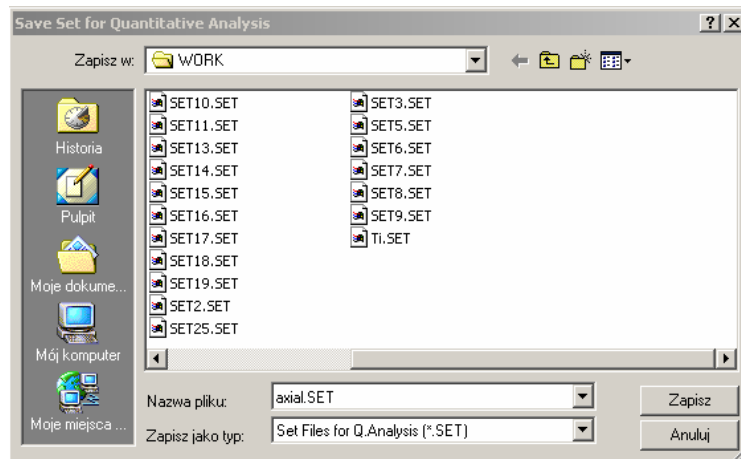 Save Set for Quantitative Analysis
Zapisz w:
WORK
Historia
Pulpit
Moje dokume...
Mój komputer
Moje miejsca ...
SET10.SET
SET11.SET
SET13.SET
SET14.SET
SET15.SET
SET16.SET
SET17.SET
SET18.SET
SET19.SET
SET2.SET
SET25.SET
SET3.SET
SET5.SET
SET6.SET
SET7.SET
SET8.SET
SET9.SET
Ti.SET
Nazwa pliku:
axial.SET
Zapisz
Zapisz jako typ:
Set Files for Q.Analysis (*.SET)
Anuluj